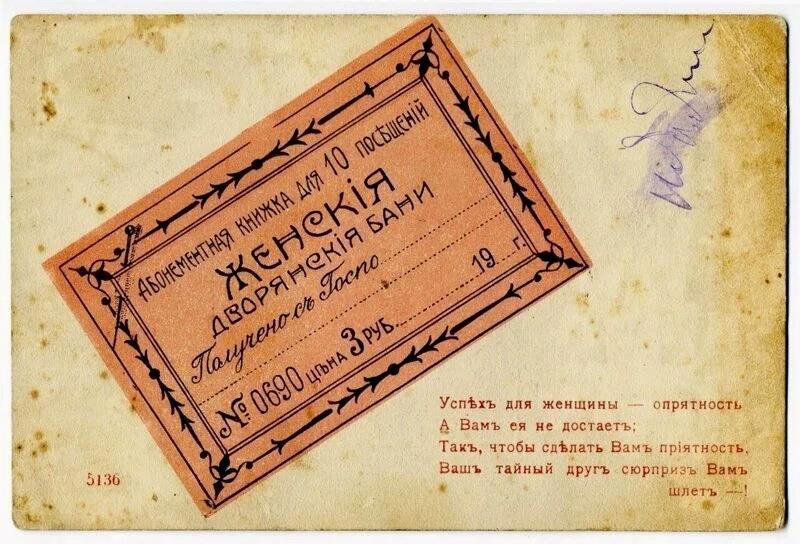 Абонементная книжка для 10 посѣщеній
Женскія
Дворянскія бани
Получено съ Госпо
19 г.
№ 0690 цѣна 3 руб.
Успѣхъ для женщины — опрятность
А Вамъ ея не достаетъ;
Такъ, чтобы сдѣлать Вамъ пріятность,
Вашъ тайный другъ сюрпризъ Вамъ
шлетъ —!
5136